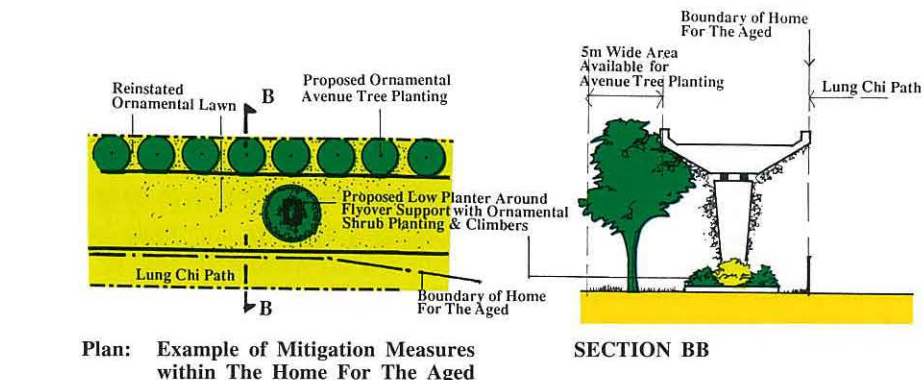 Reinstated
Ornamental Lawn
B
Proposed Ornamental
Avenue Tree Planting
Proposed Low Planter Around
Flyover Support with Ornamental
Shrub Planting & Climbers
Lung Chi Path
B
Boundary of Home
For The Aged
Plan: Example of Mitigation Measures
within The Home For The Aged
Boundary of Home
For The Aged
5m Wide Area
Available for
Avenue Tree Planting
Lung Chi Path
SECTION BB